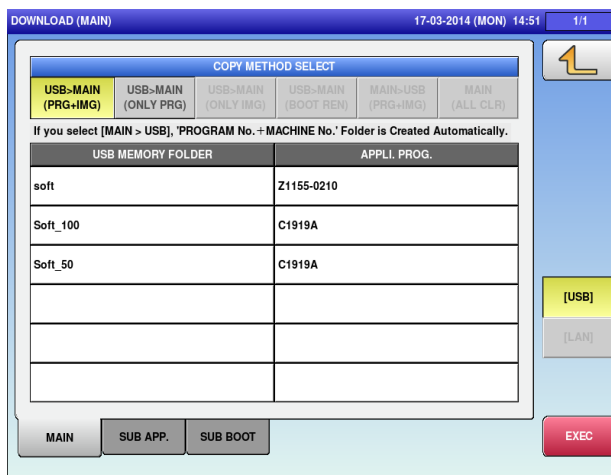 DOWNLOAD (MAIN) 17-03-2014 (MON) 14:51 1/1
COPY METHOD SELECT
USB>MAIN (PRG+IMG)
USB>MAIN (ONLY PRG)
USB>MAIN (ONLY IMG)
USB>MAIN (BOOT REN)
MAIN>USB (PRG+IMG)
MAIN (ALL CLR)
If you select [MAIN > USB], 'PROGRAM No.+MACHINE No.' Folder is Created Automatically.
USB MEMORY FOLDER APPLI. PROG.
soft Z1155-0210
Soft_100 C1919A
Soft_50 C1919A
[USB]
[LAN]
MAIN SUB APP. SUB BOOT EXEC